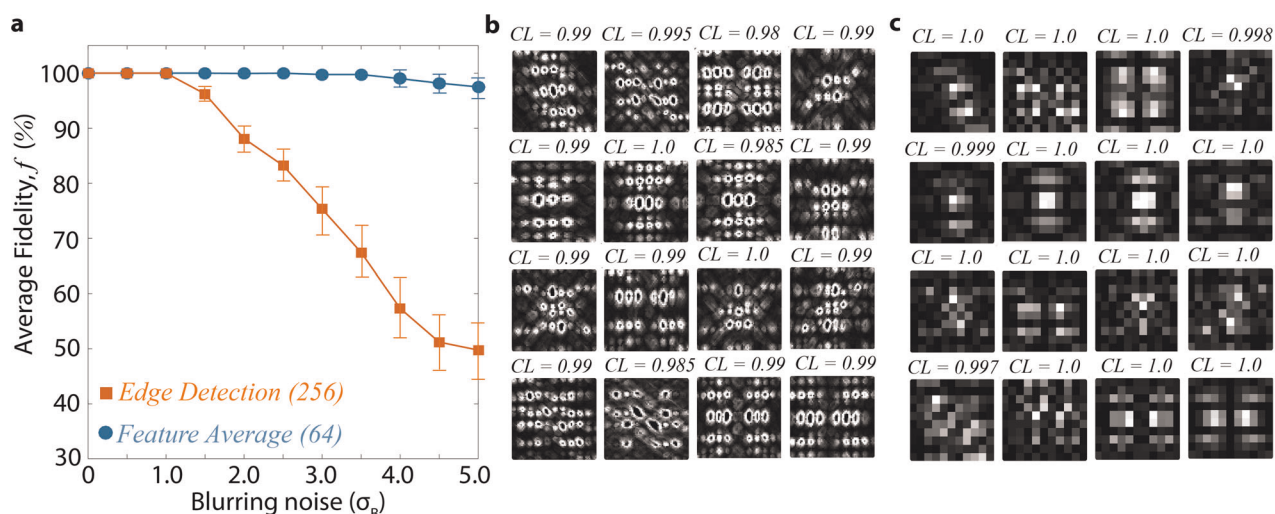 a
Average Fidelity, f (%)
100
90
80
70
60
50
40
30
0
1.0
2.0
3.0
4.0
5.0
Blurring noise (σ_B)
Edge Detection (256)
Feature Average (64)
b
CL = 0.99 CL = 0.995 CL = 0.98 CL = 0.99
CL = 0.99 CL = 1.0 CL = 0.985 CL = 0.99
CL = 0.99 CL = 0.99 CL = 1.0 CL = 0.99
CL = 0.99 CL = 0.985 CL = 0.99 CL = 0.99
c
CL = 1.0 CL = 1.0 CL = 1.0 CL = 0.998
CL = 0.999 CL = 1.0 CL = 1.0 CL = 1.0
CL = 1.0 CL = 1.0 CL = 1.0 CL = 1.0
CL = 0.997 CL = 1.0 CL = 1.0 CL = 1.0